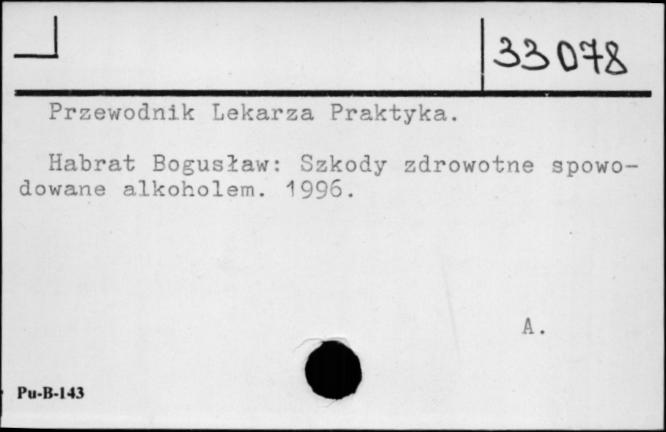 33078
Przewodnik Lekarza Praktyka.
Habrat Bogusław: Szkody zdrowotne spowo-
dowane alkoholem. 1996.
A.
Pu-B-143